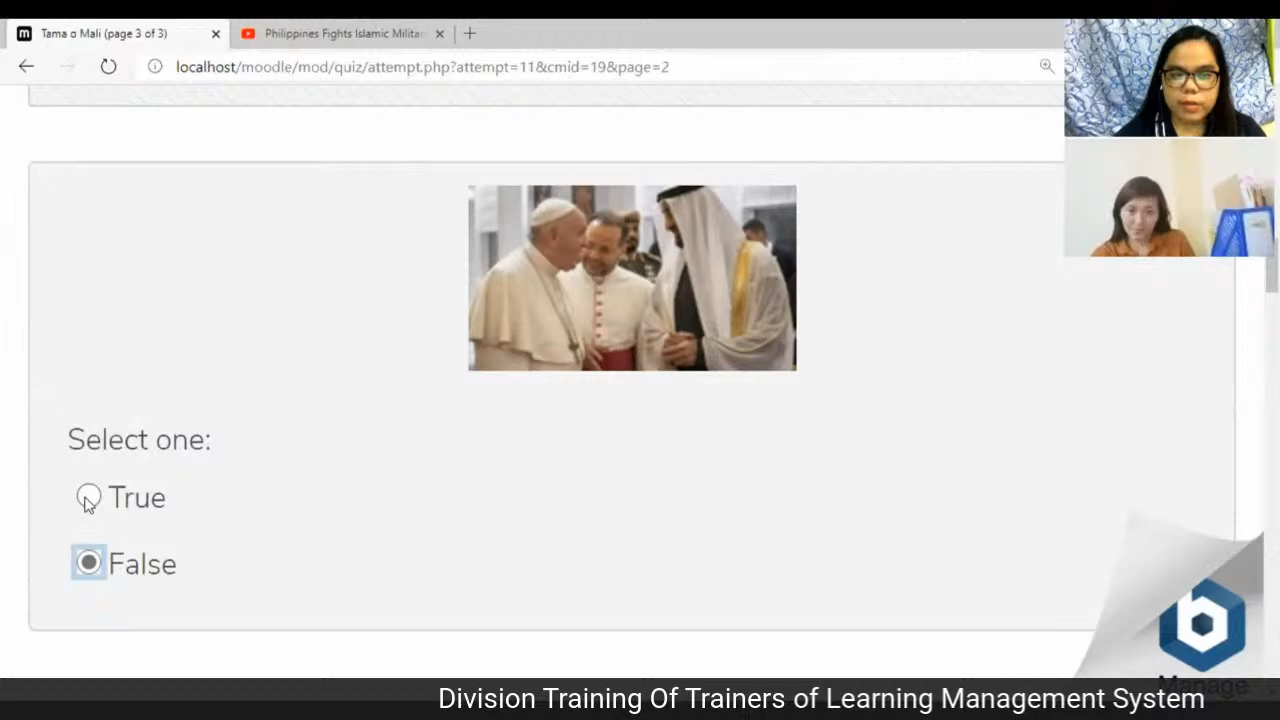 Tama o Mali (page 3 of 3)
Philippines Fights Islamic Milita
localhost/moodle/mod/quiz/attempt.php?attempt=11&cmid=19&page=2
Select one:
True
False
Manage
Division Training Of Trainers of Learning Management System